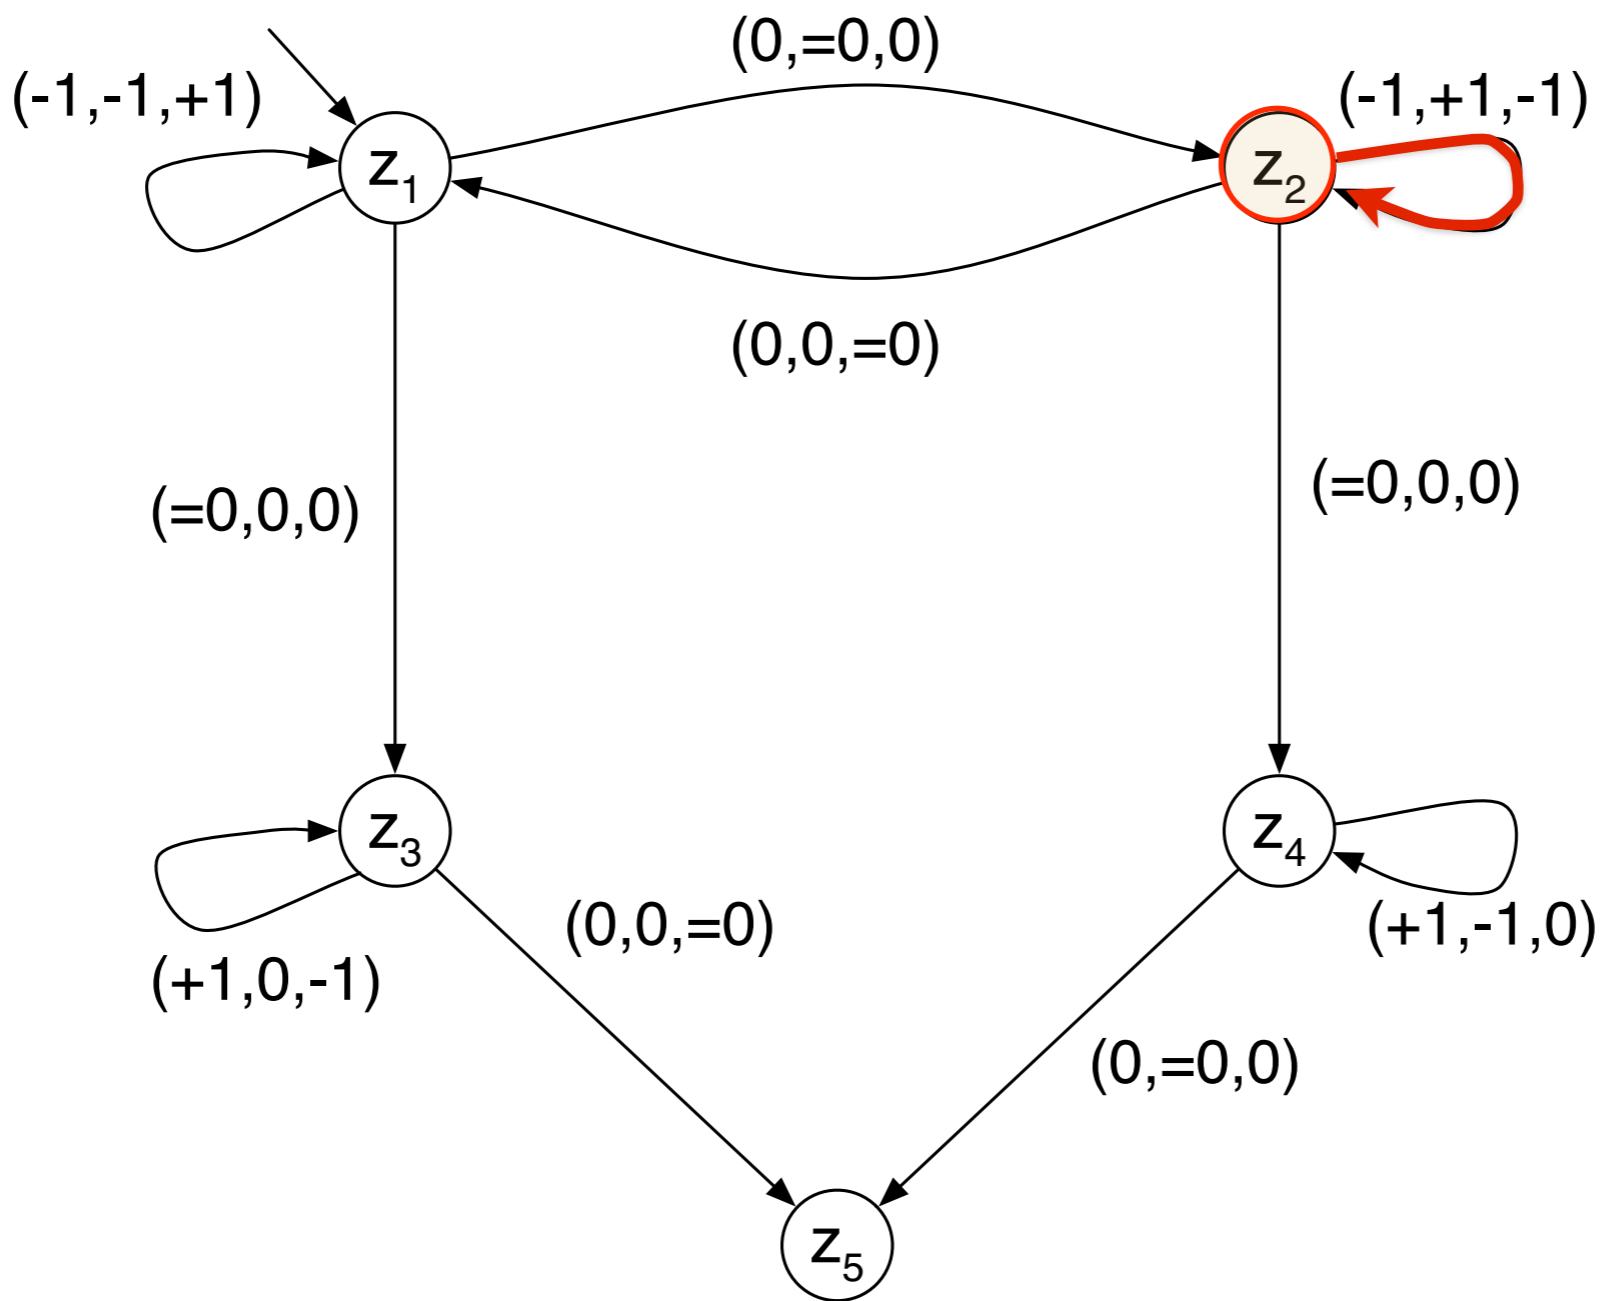 (0,=0,0)
(-1,-1,+1)
(-1,+1,-1)
z1
z2
(0,0,=0)
(=0,0,0)
(=0,0,0)
z3
z4
(0,0,=0)
(+1,-1,0)
(+1,0,-1)
(0,=0,0)
z5